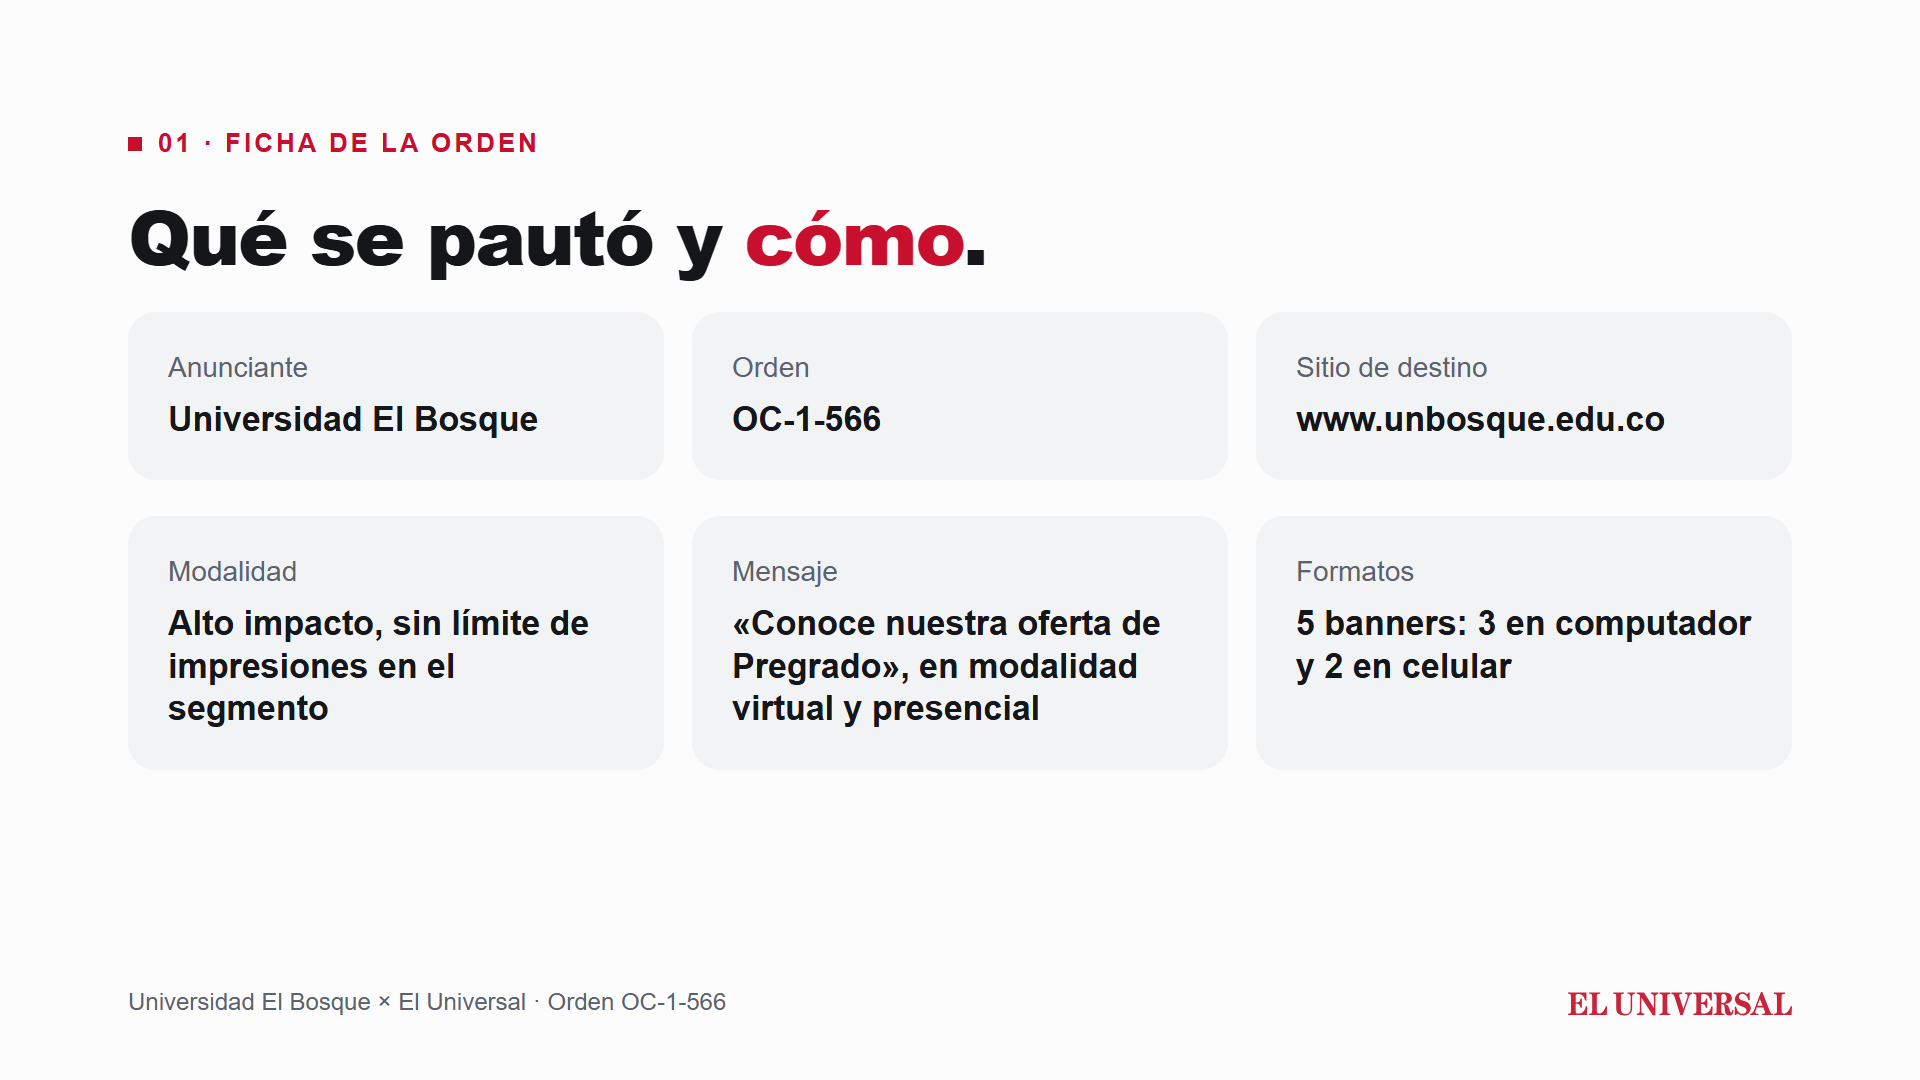 01 · FICHA DE LA ORDEN
Qué se pautó y cómo.
Anunciante
Universidad El Bosque
Orden
OC-1-566
Sitio de destino
www.unbosque.edu.co
Modalidad
Alto impacto, sin límite de
impresiones en el
segmento
Mensaje
«Conoce nuestra oferta de
Pregrado», en modalidad
virtual y presencial
Formatos
5 banners: 3 en computador
y 2 en celular
Universidad El Bosque × El Universal · Orden OC-1-566
EL UNIVERSAL